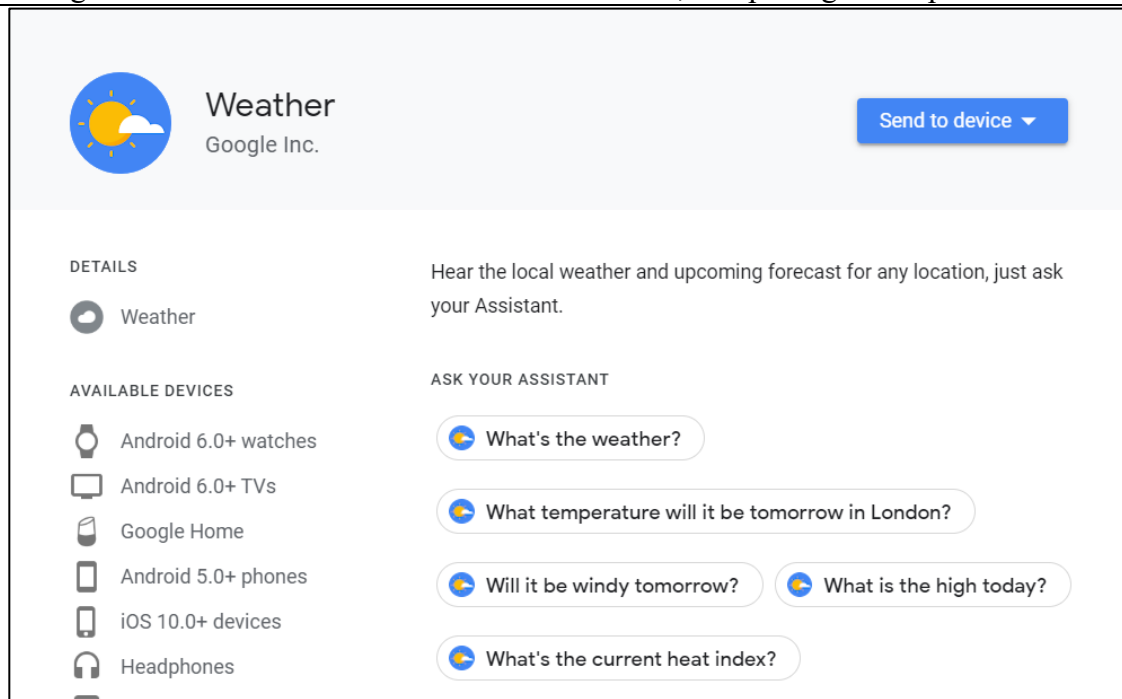 Weather
Google Inc.
Send to device
DETAILS
Weather
AVAILABLE DEVICES
Android 6.0+ watches
Android 6.0+ TVs
Google Home
Android 5.0+ phones
iOS 10.0+ devices
Headphones
Hear the local weather and upcoming forecast for any location, just ask
your Assistant.
ASK YOUR ASSISTANT
What's the weather?
What temperature will it be tomorrow in London?
Will it be windy tomorrow? What is the high today?
What's the current heat index?